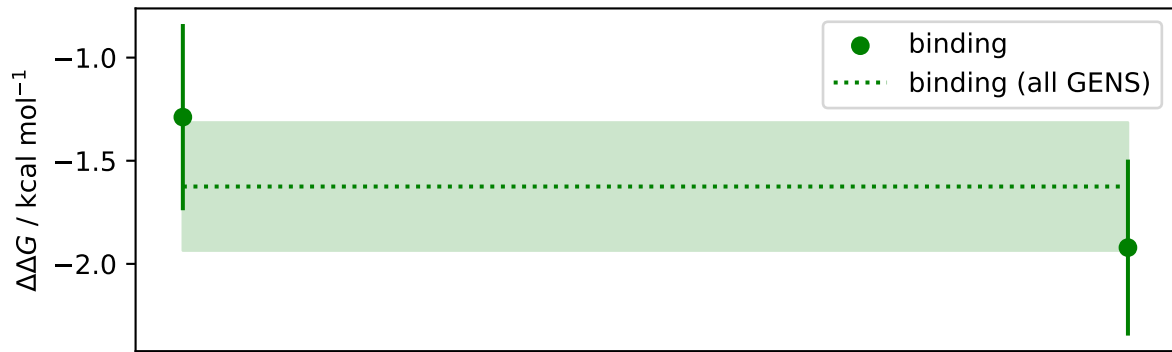 ΔΔG / kcal mol⁻¹
−1.0
−1.5
−2.0
binding
binding (all GENS)